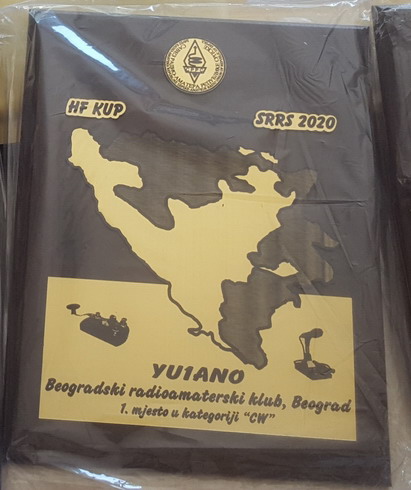 HF KUP
SRRS 2020
YU1ANO
Beogradski radioamaterski klub, Beograd
1. mjesto u kategoriji "CW"